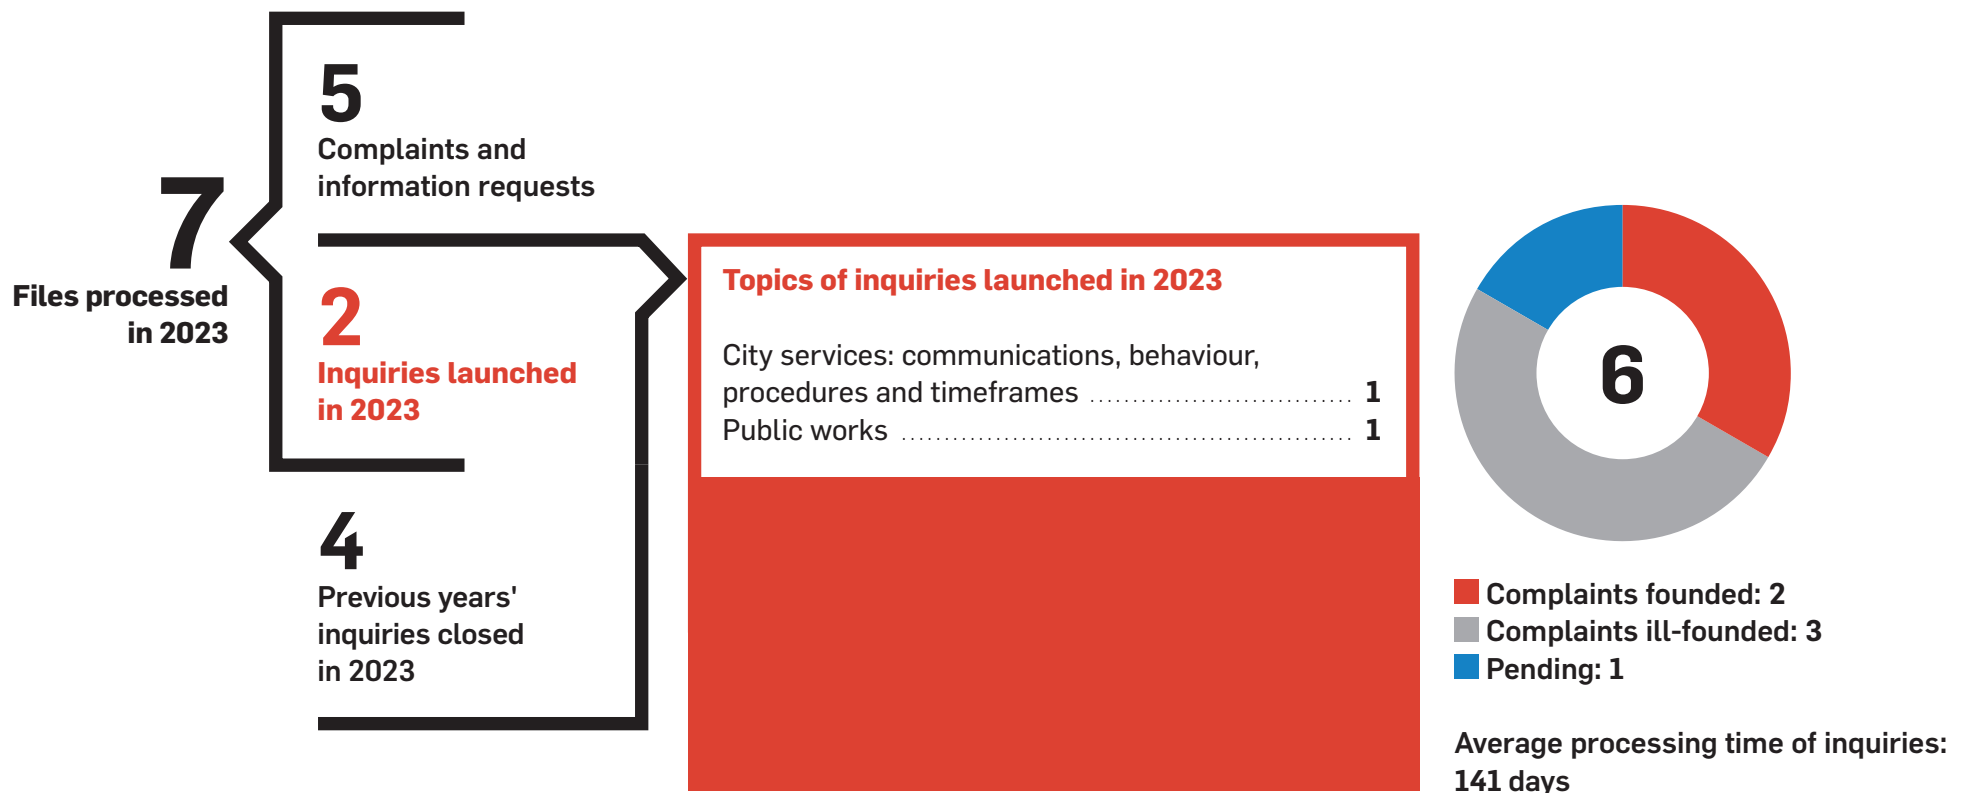 7
Files processed
in 2023
5
Complaints and
information requests
2
Inquiries launched
in 2023
4
Previous years'
inquiries closed
in 2023
Topics of inquiries launched in 2023
City services: communications, behaviour,
procedures and timeframes .............................. 1
Public works .................................................... 1
6
Complaints founded: 2
Complaints ill-founded: 3
Pending: 1
Average processing time of inquiries:
141 days